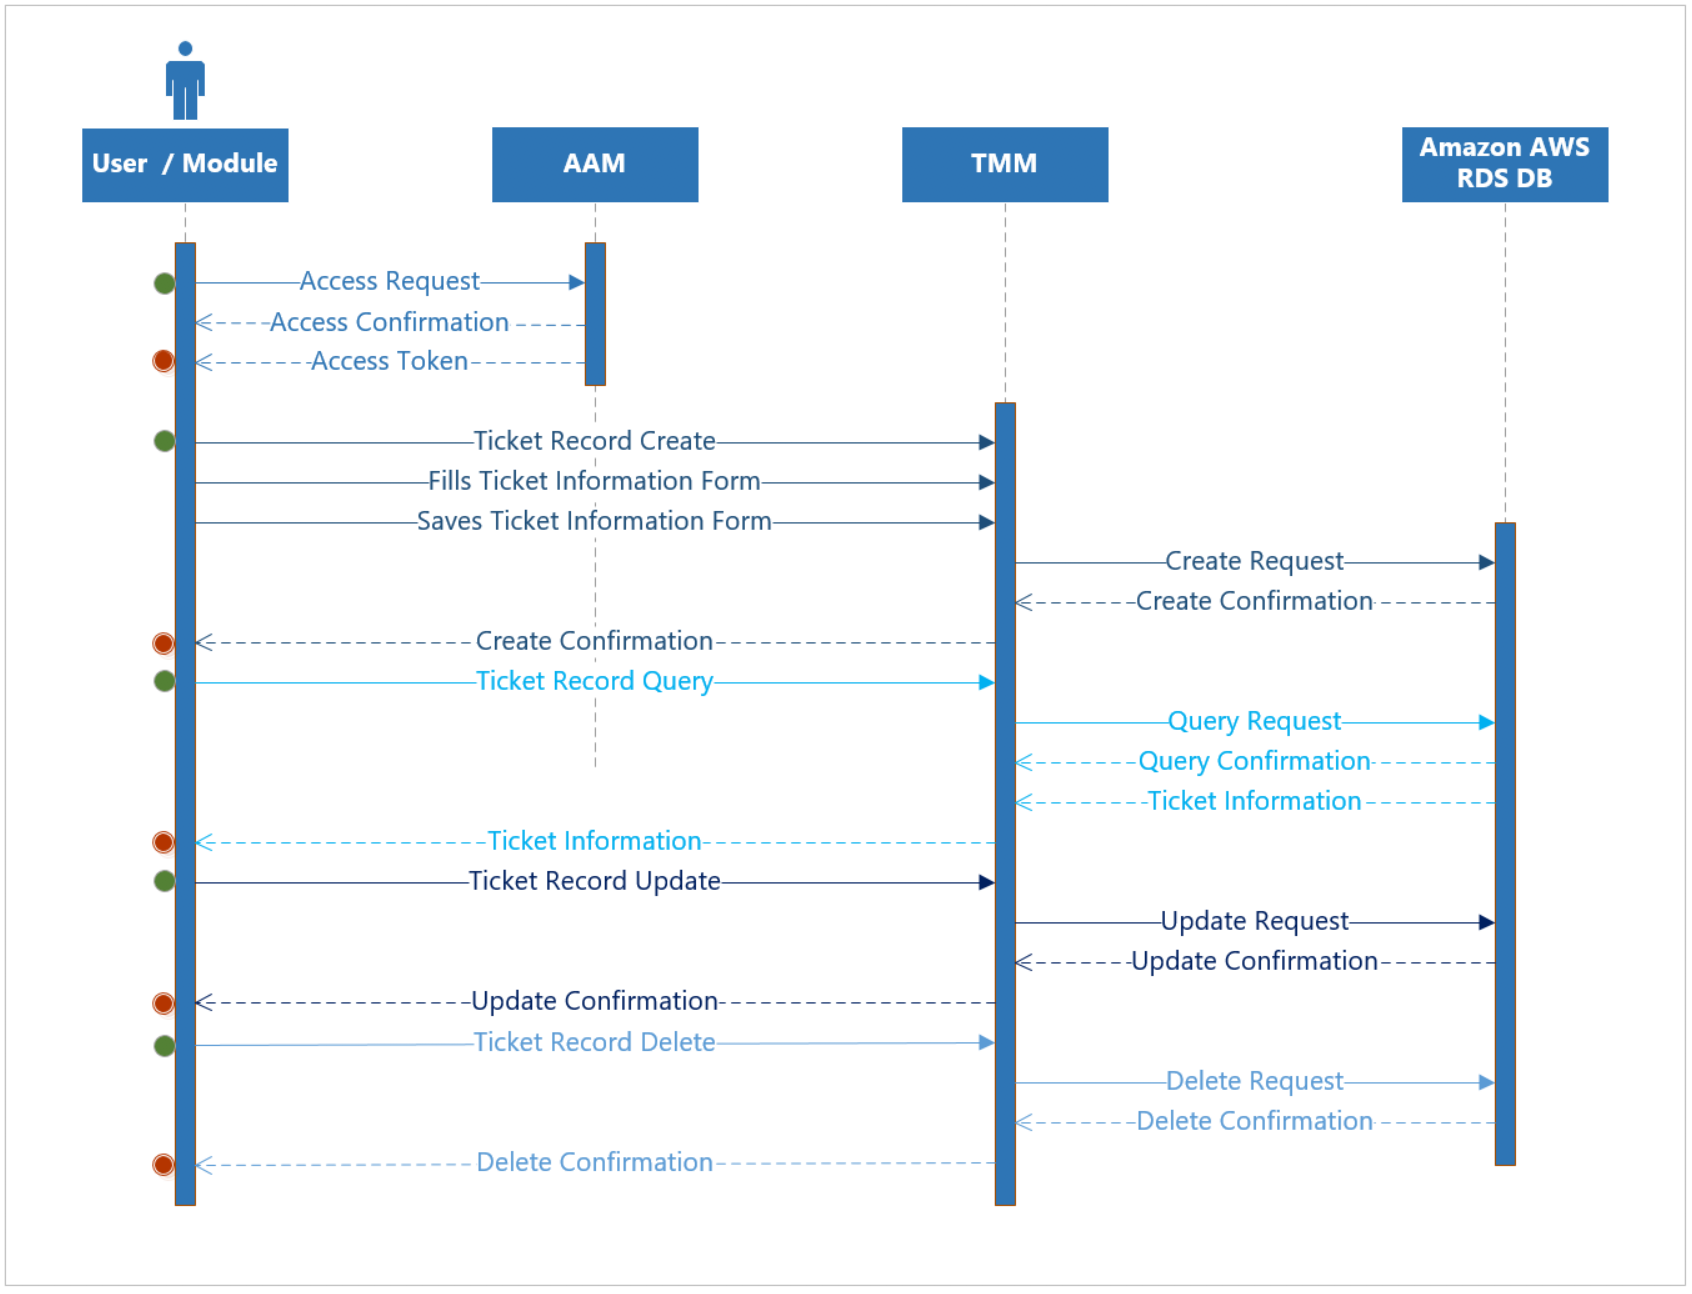 User / Module
AAM
TMM
Amazon AWS
RDS DB
Access Request
Access Confirmation
Access Token
Ticket Record Create
Fills Ticket Information Form
Saves Ticket Information Form
Create Request
Create Confirmation
Create Confirmation
Ticket Record Query
Query Request
Query Confirmation
Ticket Information
Ticket Information
Ticket Record Update
Update Request
Update Confirmation
Update Confirmation
Ticket Record Delete
Delete Request
Delete Confirmation
Delete Confirmation